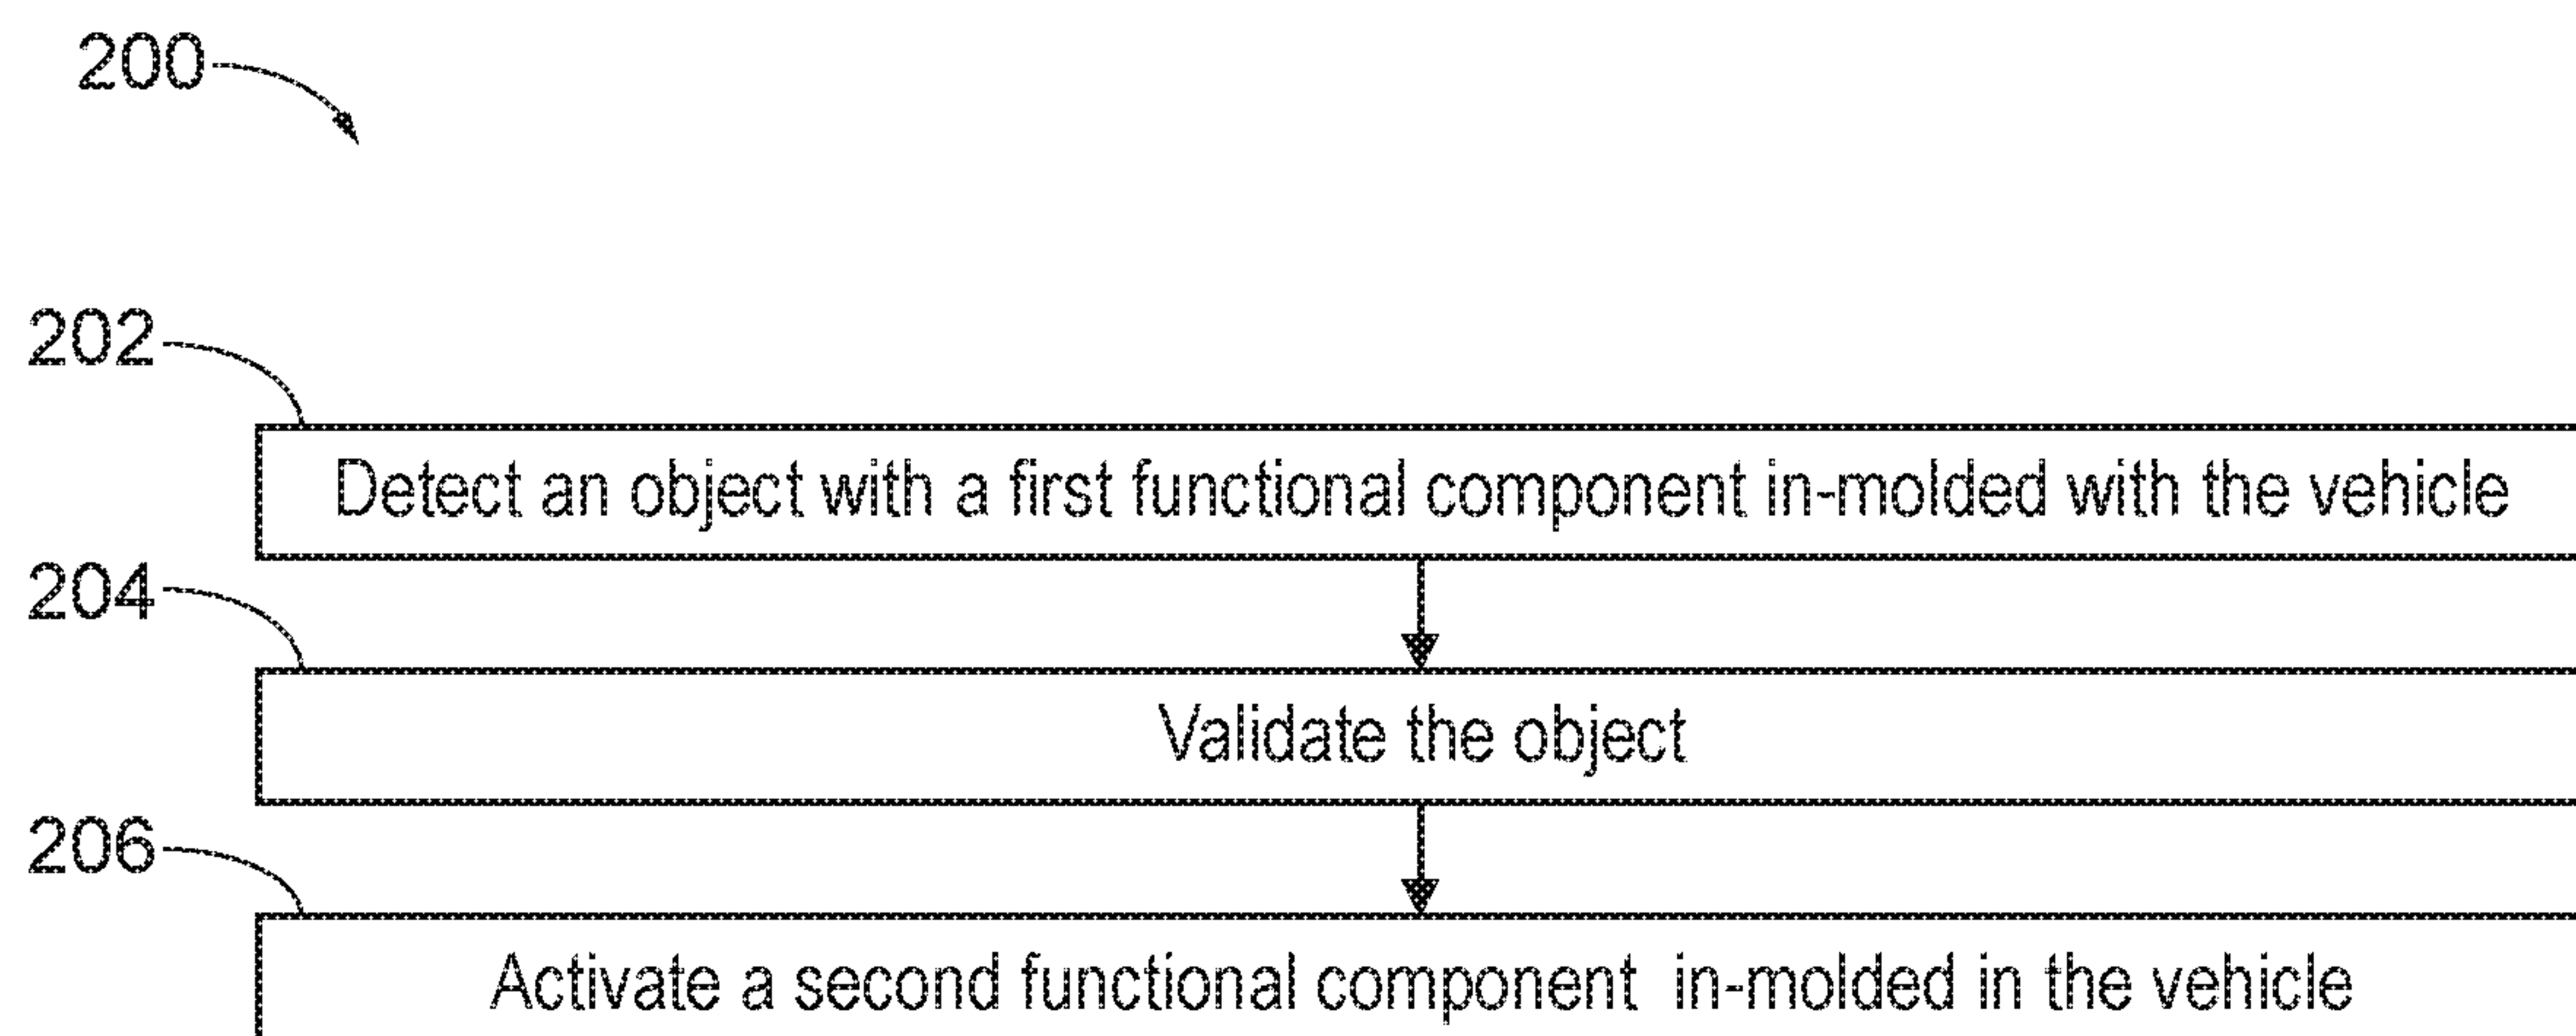 200
202
Detect an object with a first functional component in-molded with the vehicle
204
Validate the object
206
Activate a second functional component in-molded in the vehicle